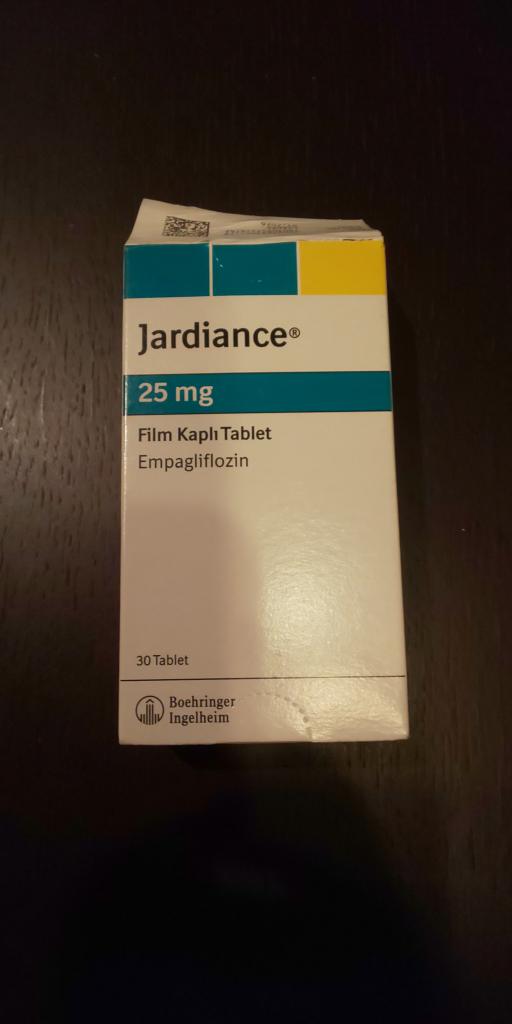 Jardiance®
25 mg
Film Kaplı Tablet
Empagliflozin
30 Tablet
Boehringer
Ingelheim